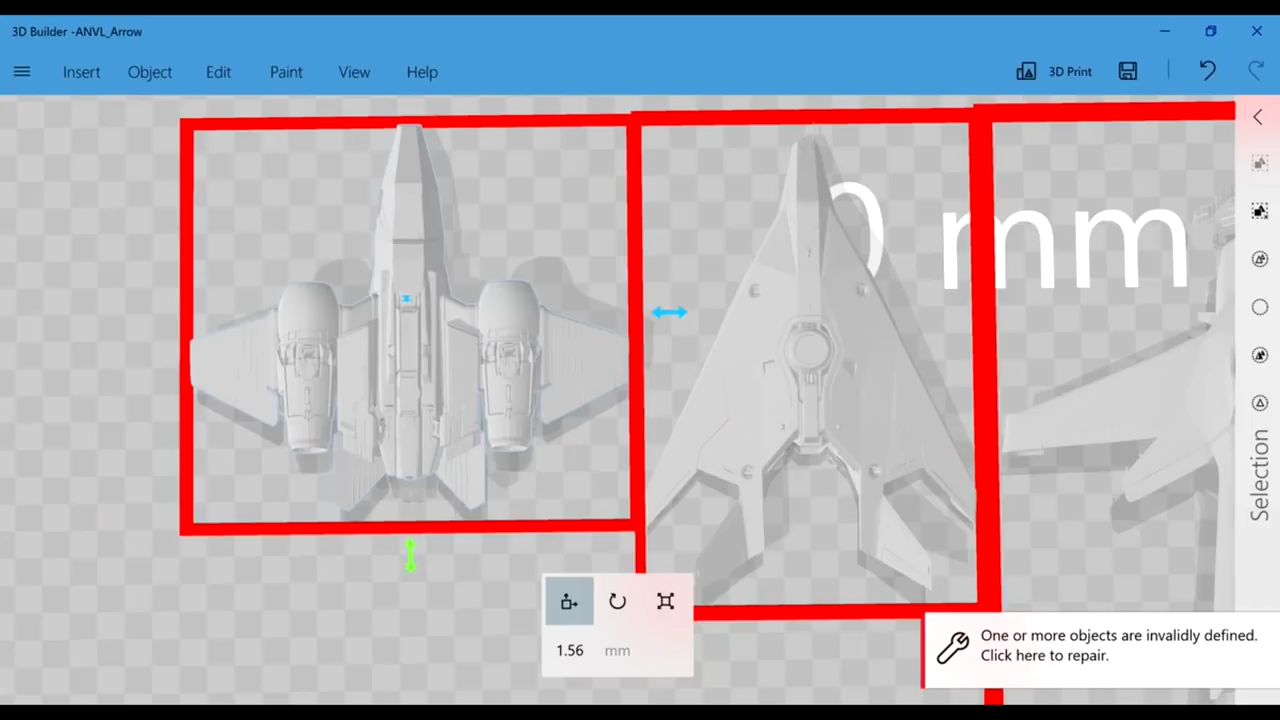 3D Builder -ANVL_Arrow
Insert Object Edit Paint View Help 3D Print
mm
Selection
1.56 mm
One or more objects are invalidly defined.
Click here to repair.